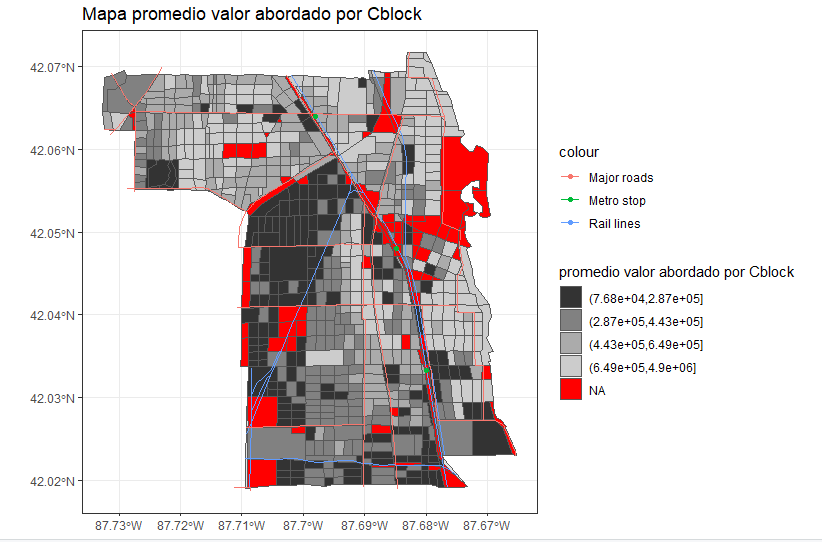 Mapa promedio valor abordado por Cblock
42.07°N
42.06°N
42.05°N
42.04°N
42.03°N
42.02°N
87.73°W 87.72°W 87.71°W 87.7°W 87.69°W 87.68°W 87.67°W
colour
Major roads
Metro stop
Rail lines
promedio valor abordado por Cblock
(7.68e+04,2.87e+05]
(2.87e+05,4.43e+05]
(4.43e+05,6.49e+05]
(6.49e+05,4.9e+06]
NA